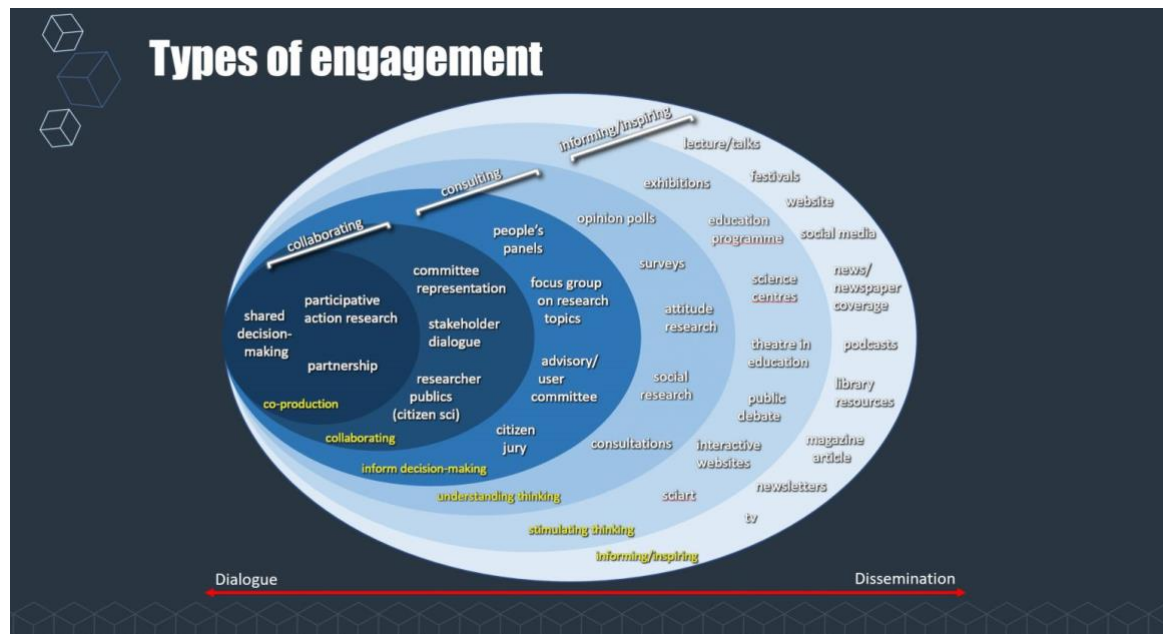 Types of engagement
informing/inspiring
consulting
collaborating
shared
decision-
making
participative
action research
partnership
co-production
committee
representation
stakeholder
dialogue
researcher
publics
(citizen sci)
collaborating
people's
panels
focus group
on research
topics
advisory/
user
committee
citizen
jury
inform decision-making
opinion polls
surveys
attitude
research
social
research
consultations
understanding thinking
exhibitions
education
programme
science
centres
theatre in
education
public
debate
interactive
websites
sciart
stimulating thinking
lecture/talks
festivals
website
social media
news/
newspaper
coverage
podcasts
library
resources
magazine
article
newsletters
tv
informing/inspiring
Dialogue
Dissemination